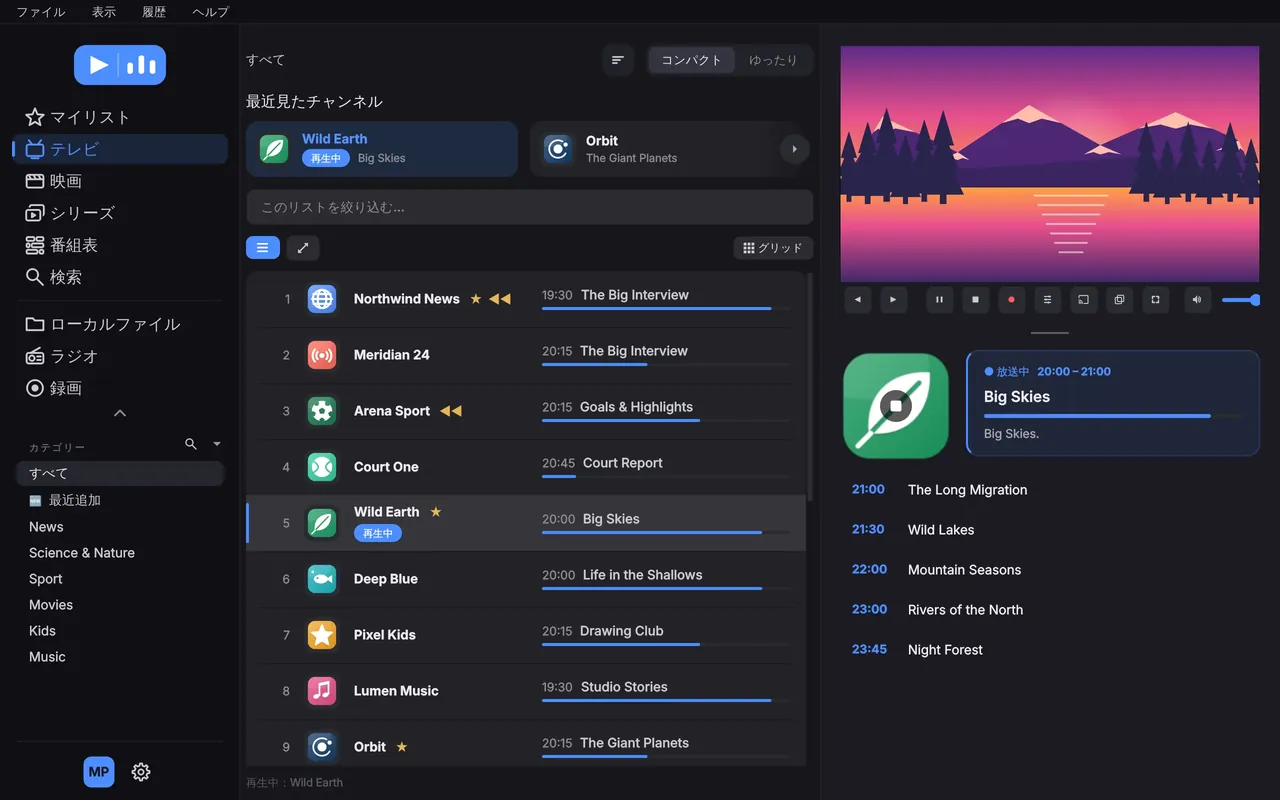 ファイル 表示 履歴 ヘルプ
マイリスト
テレビ
映画
シリーズ
番組表
検索
ローカルファイル
ラジオ
録画
カテゴリー
すべて
最近追加
News
Science & Nature
Sport
Movies
Kids
Music
MP
すべて
コンパクト ゆったり
最近見たチャンネル
Wild Earth
再生中 Big Skies
Orbit
The Giant Planets
このリストを絞り込む...
グリッド
1 Northwind News 19:30 The Big Interview
2 Meridian 24 20:15 The Big Interview
3 Arena Sport 20:15 Goals & Highlights
4 Court One 20:45 Court Report
5 Wild Earth 20:00 Big Skies
再生中
6 Deep Blue 20:00 Life in the Shallows
7 Pixel Kids 20:15 Drawing Club
8 Lumen Music 19:30 Studio Stories
9 Orbit 20:15 The Giant Planets
再生中：Wild Earth
放送中 20:00 – 21:00
Big Skies
Big Skies.
21:00 The Long Migration
21:30 Wild Lakes
22:00 Mountain Seasons
23:00 Rivers of the North
23:45 Night Forest